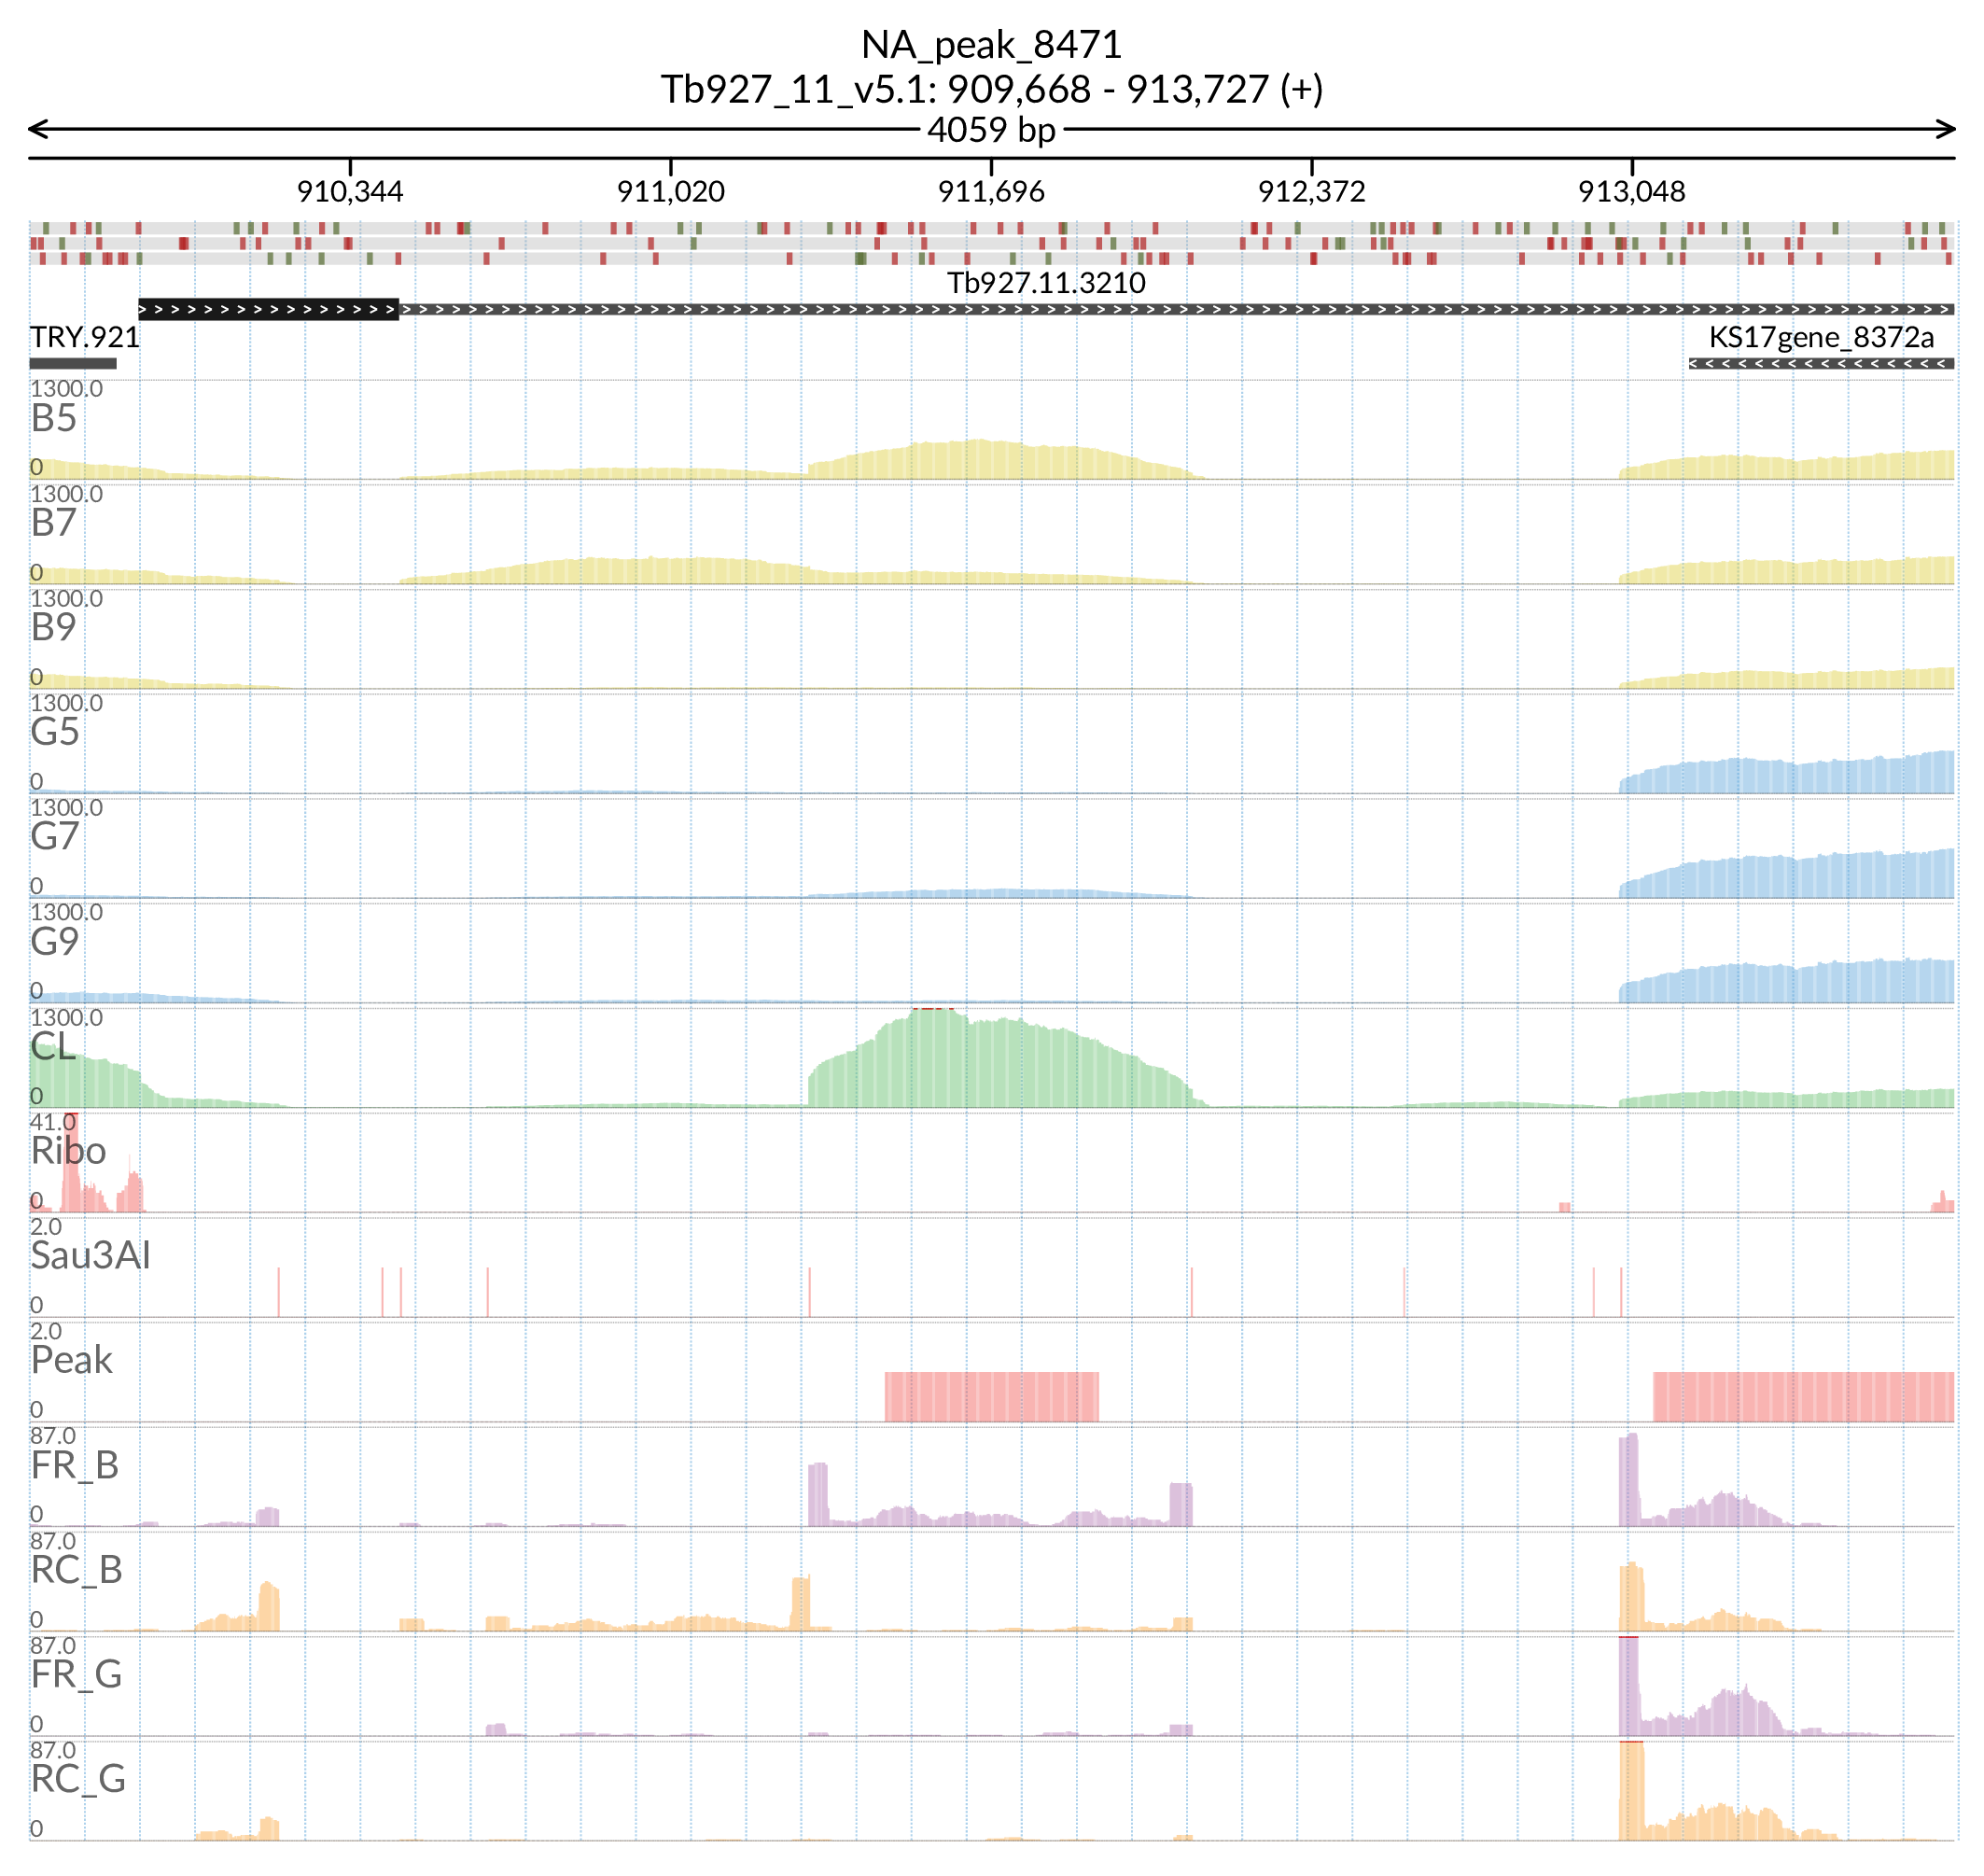 NA_peak_8471
Tb927_11_v5.1: 909,668 - 913,727 (+)
4059 bp
910,344 911,020 911,696 912,372 913,048
Tb927.11.3210
TRY.921 KS17gene_8372a
1300.0
B5
0
1300.0
B7
0
1300.0
B9
0
1300.0
G5
0
1300.0
G7
0
1300.0
G9
0
1300.0
CL
0
41.0
Ribo
0
2.0
Sau3AI
0
2.0
Peak
0
87.0
FR_B
0
87.0
RC_B
0
87.0
FR_G
0
87.0
RC_G
0